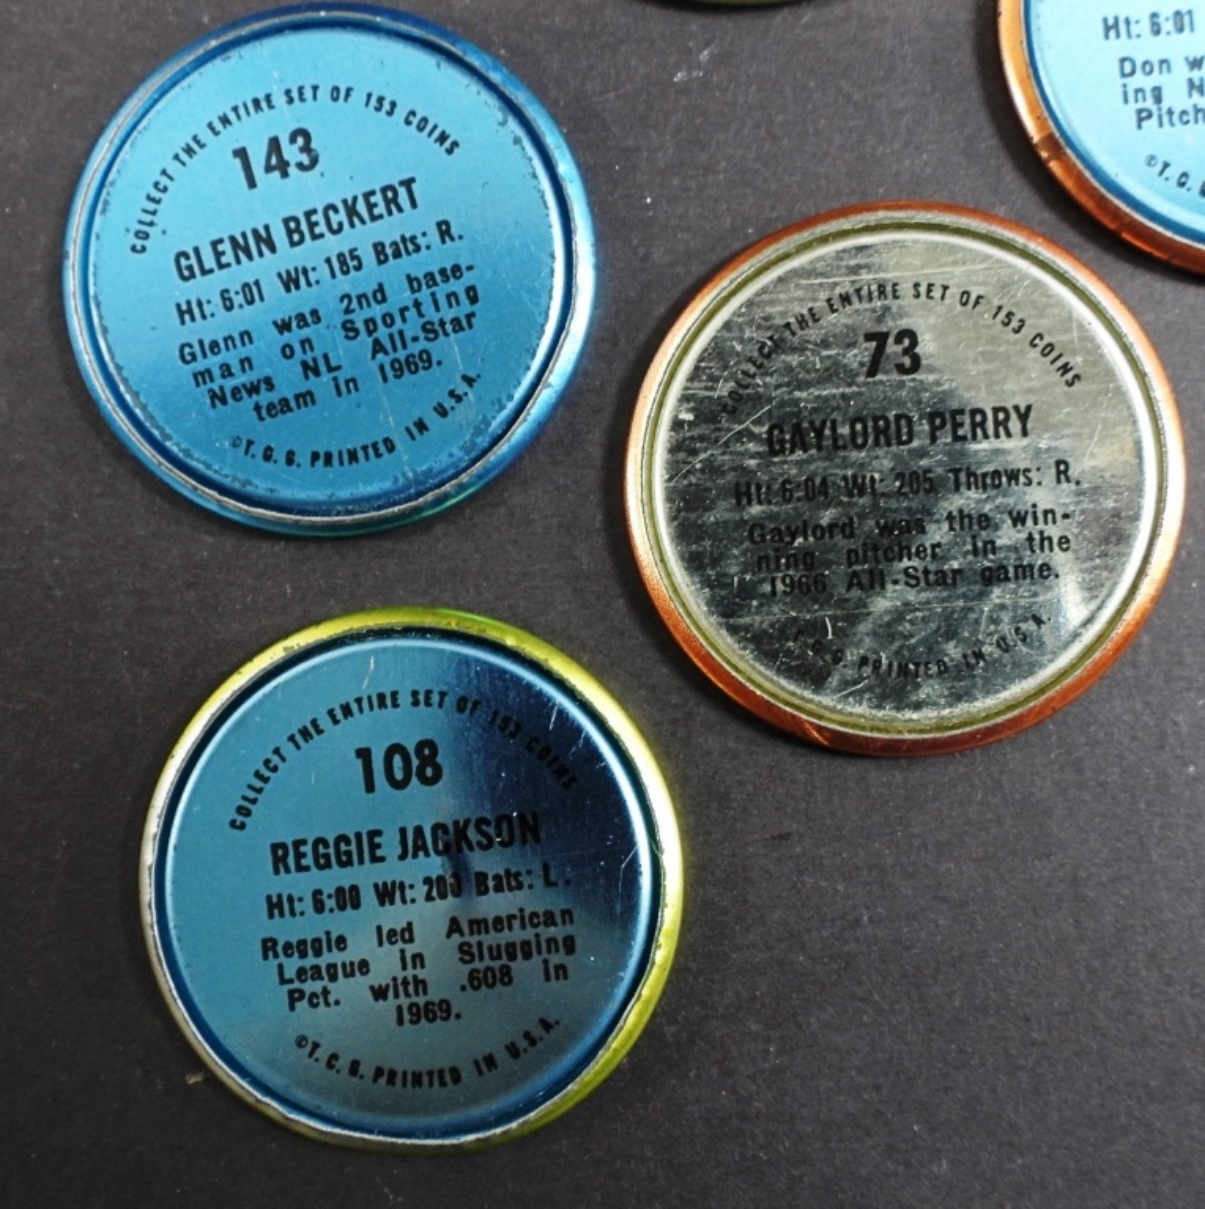 COLLECT THE ENTIRE SET OF 153 COINS
143
GLENN BECKERT
Ht: 6:01 Wt: 185 Bats: R.
Glenn was 2nd base-
man on Sporting
News NL All-Star
team in 1969.
©T. C. G. PRINTED IN U.S.A.
Ht: 6:01
Don w
ing N
Pitch
©T. C. G
COLLECT THE ENTIRE SET OF 153 COINS
73
GAYLORD PERRY
Ht: 6:04 Wt: 205 Throws: R.
Gaylord was the win-
ning pitcher in the
1966 All-Star game.
T. C. G. PRINTED IN U.S.A.
COLLECT THE ENTIRE SET OF 153 COINS
108
REGGIE JACKSON
Ht: 6:00 Wt: 200 Bats: L.
Reggie led American
League in Slugging
Pct. with .608 in
1969.
©T. C. G. PRINTED IN U.S.A.